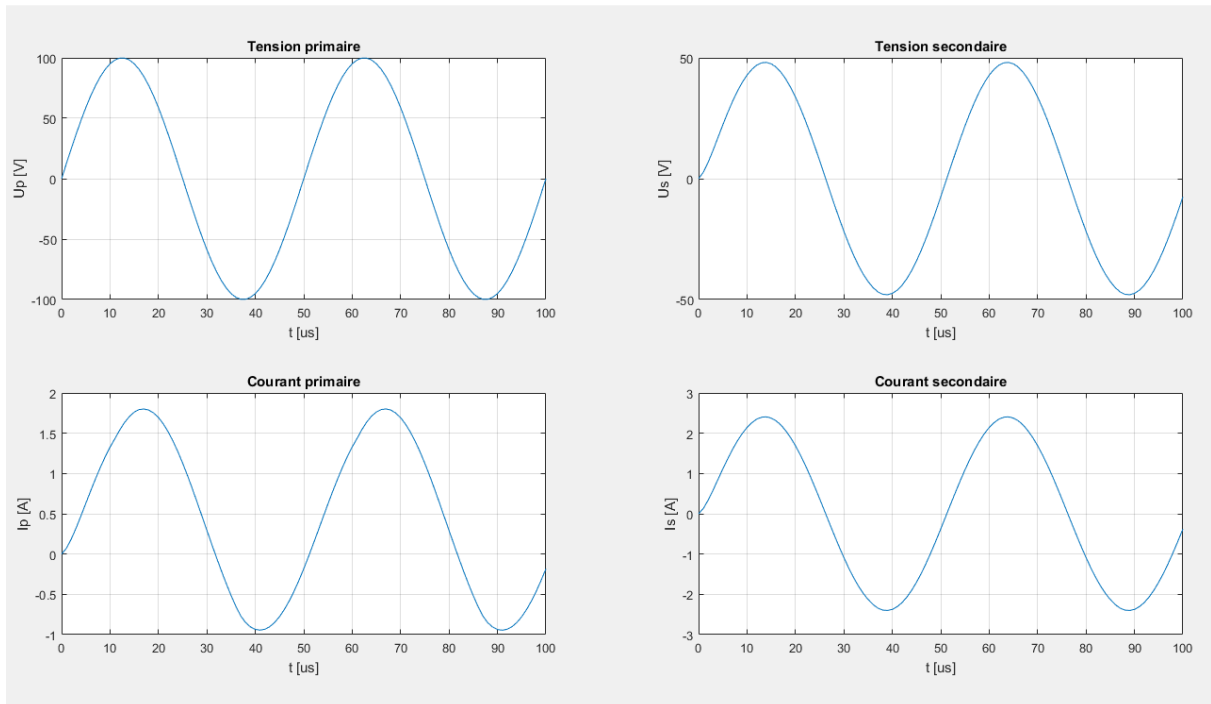 Tension primaire
100
50
0
-50
-100
Up [V]
0 10 20 30 40 50 60 70 80 90 100
t [us]
Tension secondaire
50
0
-50
Us [V]
0 10 20 30 40 50 60 70 80 90 100
t [us]
Courant primaire
2
1.5
1
0.5
0
-0.5
-1
Ip [A]
0 10 20 30 40 50 60 70 80 90 100
t [us]
Courant secondaire
3
2
1
0
-1
-2
-3
Is [A]
0 10 20 30 40 50 60 70 80 90 100
t [us]